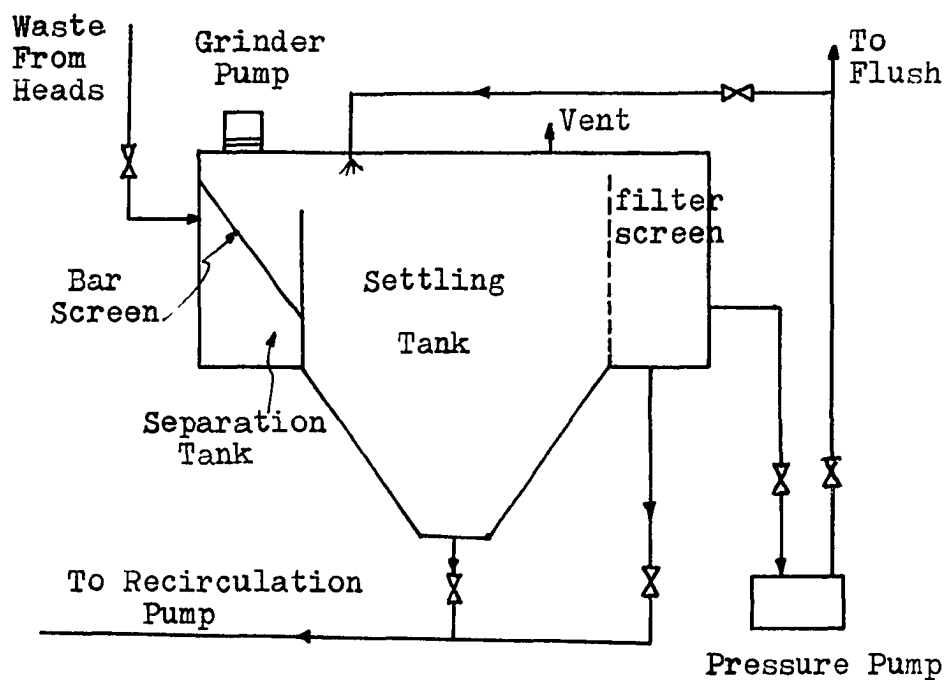 Waste
From
Heads
Grinder
Pump
To
Flush
Vent
filter
screen
Bar
Screen
Settling
Tank
Separation
Tank
To Recirculation
Pump
Pressure Pump